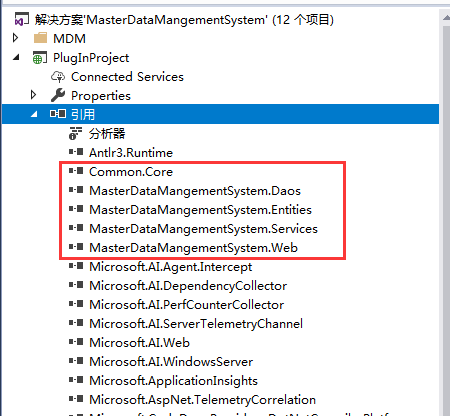 解决方案'MasterDataMangementSystem' (12 个项目)
MDM
PlugInProject
Connected Services
Properties
引用
分析器
Antlr3.Runtime
Common.Core
MasterDataMangementSystem.Daos
MasterDataMangementSystem.Entities
MasterDataMangementSystem.Services
MasterDataMangementSystem.Web
Microsoft.AI.Agent.Intercept
Microsoft.AI.DependencyCollector
Microsoft.AI.PerfCounterCollector
Microsoft.AI.ServerTelemetryChannel
Microsoft.AI.Web
Microsoft.AI.WindowsServer
Microsoft.ApplicationInsights
Microsoft.AspNet.TelemetryCorrelation